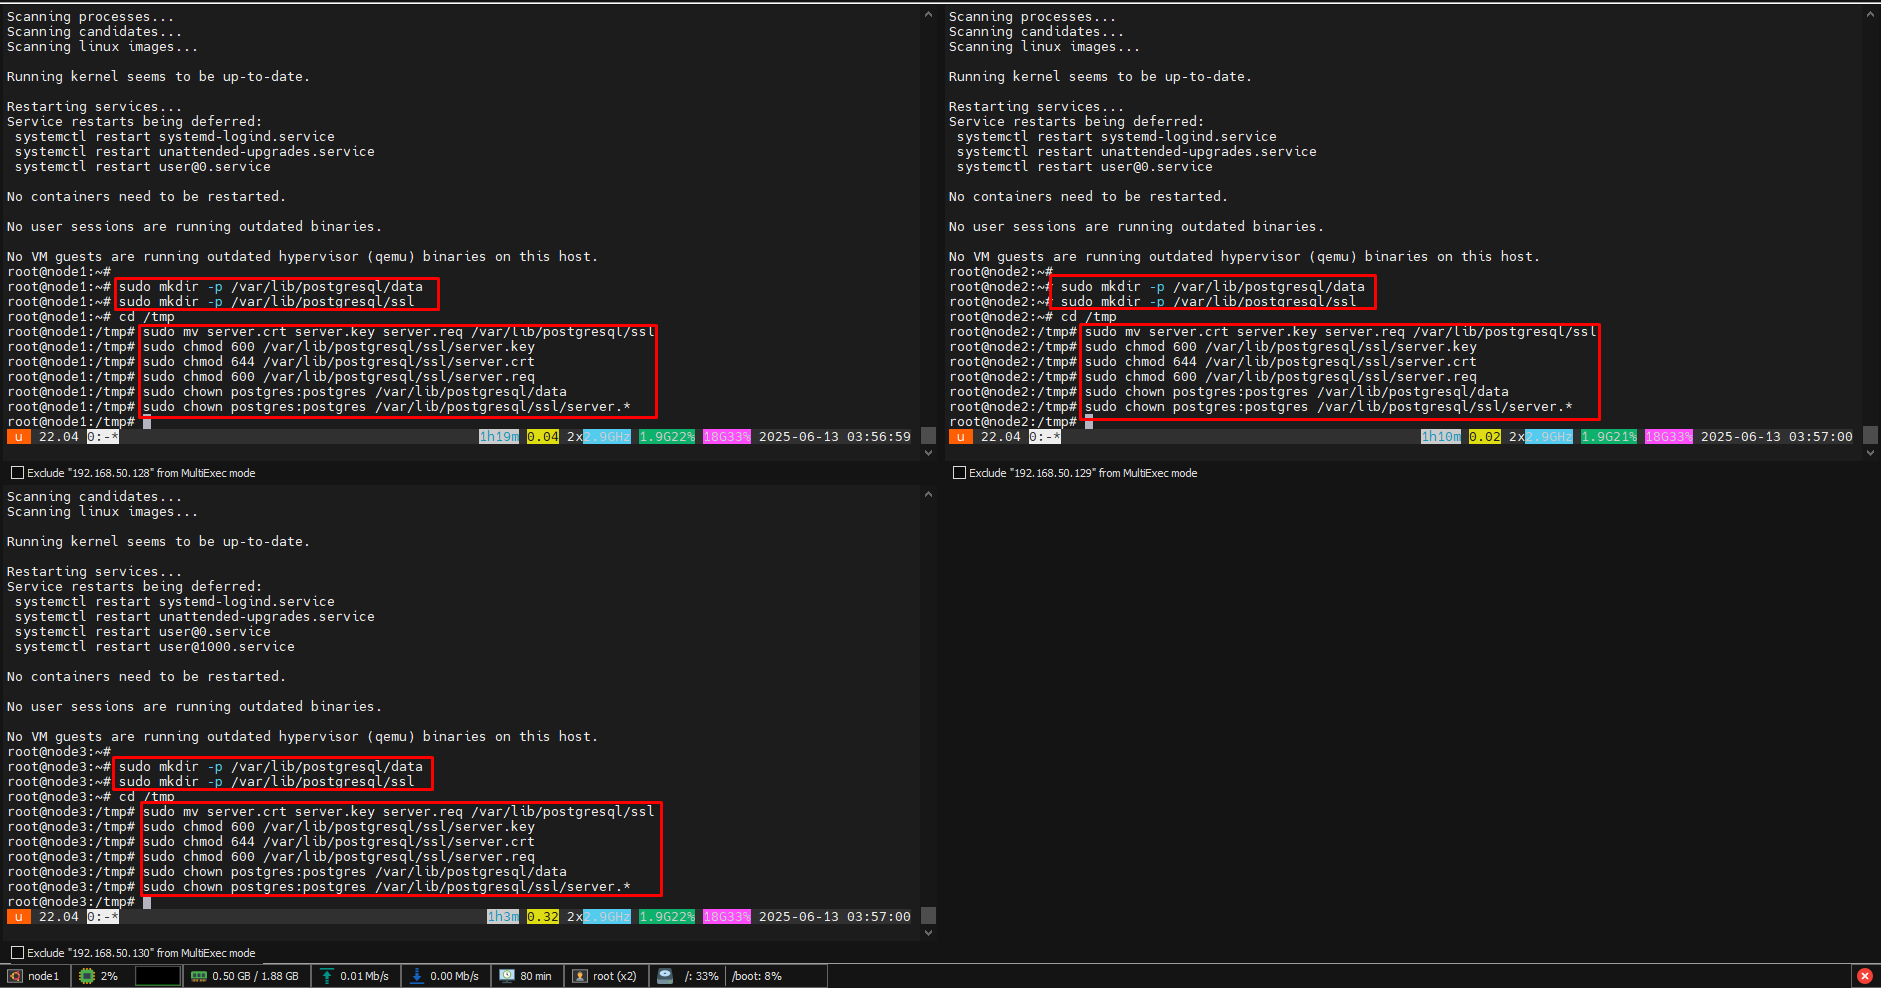 Scanning processes...
Scanning candidates...
Scanning linux images...
Running kernel seems to be up-to-date.
Restarting services...
Service restarts being deferred:
 systemctl restart systemd-logind.service
 systemctl restart unattended-upgrades.service
 systemctl restart user@0.service
No containers need to be restarted.
No user sessions are running outdated binaries.
No VM guests are running outdated hypervisor (qemu) binaries on this host.
root@node1:~#
root@node1:~# sudo mkdir -p /var/lib/postgresql/data
root@node1:~# sudo mkdir -p /var/lib/postgresql/ssl
root@node1:~# cd /tmp
root@node1:/tmp# sudo mv server.crt server.key server.req /var/lib/postgresql/ssl
root@node1:/tmp# sudo chmod 600 /var/lib/postgresql/ssl/server.key
root@node1:/tmp# sudo chmod 644 /var/lib/postgresql/ssl/server.crt
root@node1:/tmp# sudo chmod 600 /var/lib/postgresql/ssl/server.req
root@node1:/tmp# sudo chown postgres:postgres /var/lib/postgresql/data
root@node1:/tmp# sudo chown postgres:postgres /var/lib/postgresql/ssl/server.*
root@node1:/tmp#
u 22.04 0:-* 1h19m 0.04 2x2.9GHz 1.9G22% 18G33% 2025-06-13 03:56:59
Exclude "192.168.50.128" from MultiExec mode
Scanning processes...
Scanning candidates...
Scanning linux images...
Running kernel seems to be up-to-date.
Restarting services...
Service restarts being deferred:
 systemctl restart systemd-logind.service
 systemctl restart unattended-upgrades.service
 systemctl restart user@0.service
No containers need to be restarted.
No user sessions are running outdated binaries.
No VM guests are running outdated hypervisor (qemu) binaries on this host.
root@node2:~#
root@node2:~# sudo mkdir -p /var/lib/postgresql/data
root@node2:~# sudo mkdir -p /var/lib/postgresql/ssl
root@node2:~# cd /tmp
root@node2:/tmp# sudo mv server.crt server.key server.req /var/lib/postgresql/ssl
root@node2:/tmp# sudo chmod 600 /var/lib/postgresql/ssl/server.key
root@node2:/tmp# sudo chmod 644 /var/lib/postgresql/ssl/server.crt
root@node2:/tmp# sudo chmod 600 /var/lib/postgresql/ssl/server.req
root@node2:/tmp# sudo chown postgres:postgres /var/lib/postgresql/data
root@node2:/tmp# sudo chown postgres:postgres /var/lib/postgresql/ssl/server.*
root@node2:/tmp#
u 22.04 0:-* 1h10m 0.02 2x2.9GHz 1.9G21% 18G33% 2025-06-13 03:57:00
Exclude "192.168.50.129" from MultiExec mode
Scanning candidates...
Scanning linux images...
Running kernel seems to be up-to-date.
Restarting services...
Service restarts being deferred:
 systemctl restart systemd-logind.service
 systemctl restart unattended-upgrades.service
 systemctl restart user@0.service
 systemctl restart user@1000.service
No containers need to be restarted.
No user sessions are running outdated binaries.
No VM guests are running outdated hypervisor (qemu) binaries on this host.
root@node3:~#
root@node3:~# sudo mkdir -p /var/lib/postgresql/data
root@node3:~# sudo mkdir -p /var/lib/postgresql/ssl
root@node3:~# cd /tmp
root@node3:/tmp# sudo mv server.crt server.key server.req /var/lib/postgresql/ssl
root@node3:/tmp# sudo chmod 600 /var/lib/postgresql/ssl/server.key
root@node3:/tmp# sudo chmod 644 /var/lib/postgresql/ssl/server.crt
root@node3:/tmp# sudo chmod 600 /var/lib/postgresql/ssl/server.req
root@node3:/tmp# sudo chown postgres:postgres /var/lib/postgresql/data
root@node3:/tmp# sudo chown postgres:postgres /var/lib/postgresql/ssl/server.*
root@node3:/tmp#
u 22.04 0:-* 1h3m 0.32 2x2.9GHz 1.9G22% 18G33% 2025-06-13 03:57:00
Exclude "192.168.50.130" from MultiExec mode
node1 2% 0.50 GB / 1.88 GB 0.01 Mb/s 0.00 Mb/s 80 min root (x2) /: 33% /boot: 8%